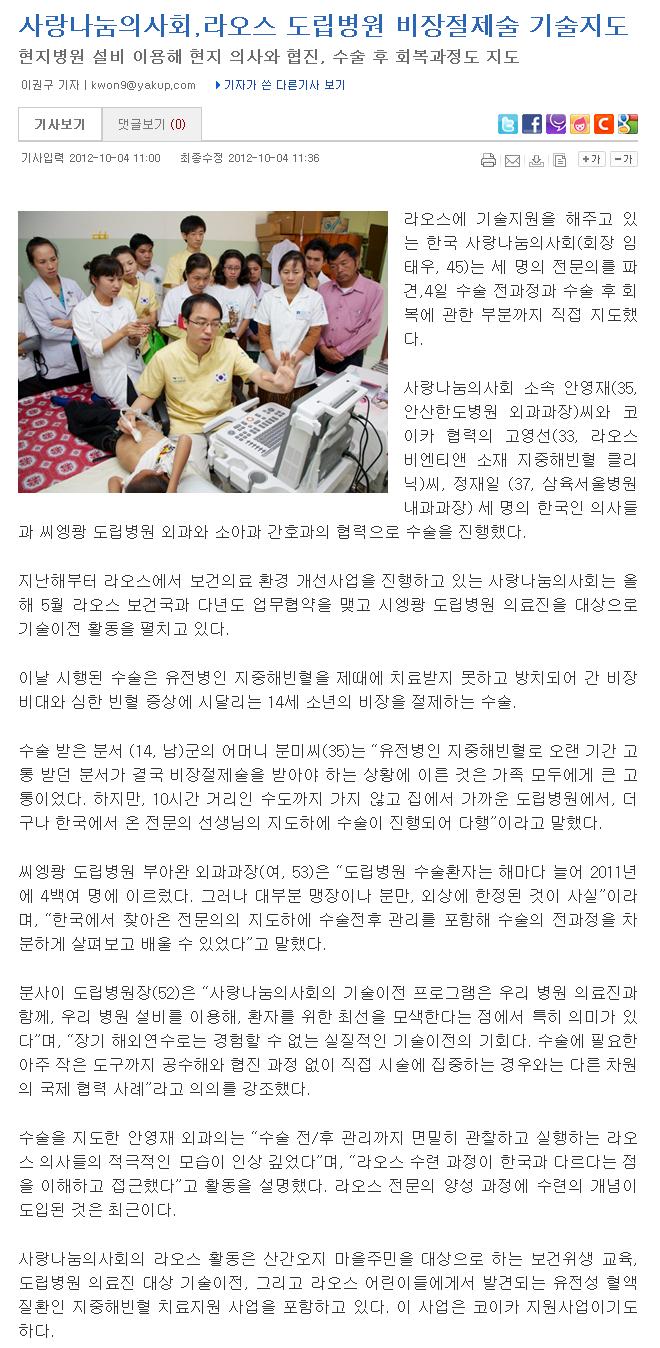 사랑나눔의사회,라오스 도립병원 비장절제술 기술지도
현지병원 설비 이용해 현지 의사와 협진, 수술 후 회복과정도 지도
이권구 기자 | kwon9@yakup.com 기자가 쓴 다른기사 보기
기사보기 댓글보기 (0)
기사입력 2012-10-04 11:00 최종수정 2012-10-04 11:36
+가 -가
라오스에 기술지원을 해주고 있
는 한국 사랑나눔의사회(회장 임
태우, 45)는 세 명의 전문의를 파
견,4일 수술 전과정과 수술 후 회
복에 관한 부분까지 직접 지도했
다.
사랑나눔의사회 소속 안영재(35,
안산한도병원 외과과장)씨와 코
이카 협력의 고영선(33, 라오스
비엔티앤 소재 지중해빈혈 클리
닉)씨, 정재일 (37, 삼육서울병원
내과과장) 세 명의 한국인 의사들
과 씨엥쾅 도립병원 외과와 소아과 간호과의 협력으로 수술을 진행했다.
지난해부터 라오스에서 보건의료 환경 개선사업을 진행하고 있는 사랑나눔의사회는 올
해 5월 라오스 보건국과 다년도 업무협약을 맺고 시엥쾅 도립병원 의료진을 대상으로
기술이전 활동을 펼치고 있다.
이날 시행된 수술은 유전병인 지중해빈혈을 제때에 치료받지 못하고 방치되어 간 비장
비대와 심한 빈혈 증상에 시달리는 14세 소년의 비장을 절제하는 수술.
수술 받은 분서 (14, 남)군의 어머니 분미씨(35)는 “유전병인 지중해빈혈로 오랜 기간 고
통 받던 분서가 결국 비장절제술을 받아야 하는 상황에 이른 것은 가족 모두에게 큰 고
통이었다. 하지만, 10시간 거리인 수도까지 가지 않고 집에서 가까운 도립병원에서, 더
구나 한국에서 온 전문의 선생님의 지도하에 수술이 진행되어 다행”이라고 말했다.
씨엥쾅 도립병원 부아완 외과과장(여, 53)은 “도립병원 수술환자는 해마다 늘어 2011년
에 4백여 명에 이르렀다. 그러나 대부분 맹장이나 분만, 외상에 한정된 것이 사실”이라
며, “한국에서 찾아온 전문의의 지도하에 수술전후 관리를 포함해 수술의 전과정을 차
분하게 살펴보고 배울 수 있었다”고 말했다.
분사이 도립병원장(52)은 “사랑나눔의사회의 기술이전 프로그램은 우리 병원 의료진과
함께, 우리 병원 설비를 이용해, 환자를 위한 최선을 모색한다는 점에서 특히 의미가 있
다”며, “장기 해외연수로는 경험할 수 없는 실질적인 기술이전의 기회다. 수술에 필요한
아주 작은 도구까지 공수해와 협진 과정 없이 직접 시술에 집중하는 경우와는 다른 차원
의 국제 협력 사례”라고 의의를 강조했다.
수술을 지도한 안영재 외과의는 “수술 전/후 관리까지 면밀히 관찰하고 실행하는 라오
스 의사들의 적극적인 모습이 인상 깊었다”며, “라오스 수련 과정이 한국과 다르다는 점
을 이해하고 접근했다”고 활동을 설명했다. 라오스 전문의 양성 과정에 수련의 개념이
도입된 것은 최근이다.
사랑나눔의사회의 라오스 활동은 산간오지 마을주민을 대상으로 하는 보건위생 교육,
도립병원 의료진 대상 기술이전, 그리고 라오스 어린이들에게서 발견되는 유전성 혈액
질환인 지중해빈혈 치료지원 사업을 포함하고 있다. 이 사업은 코이카 지원사업이기도
하다.